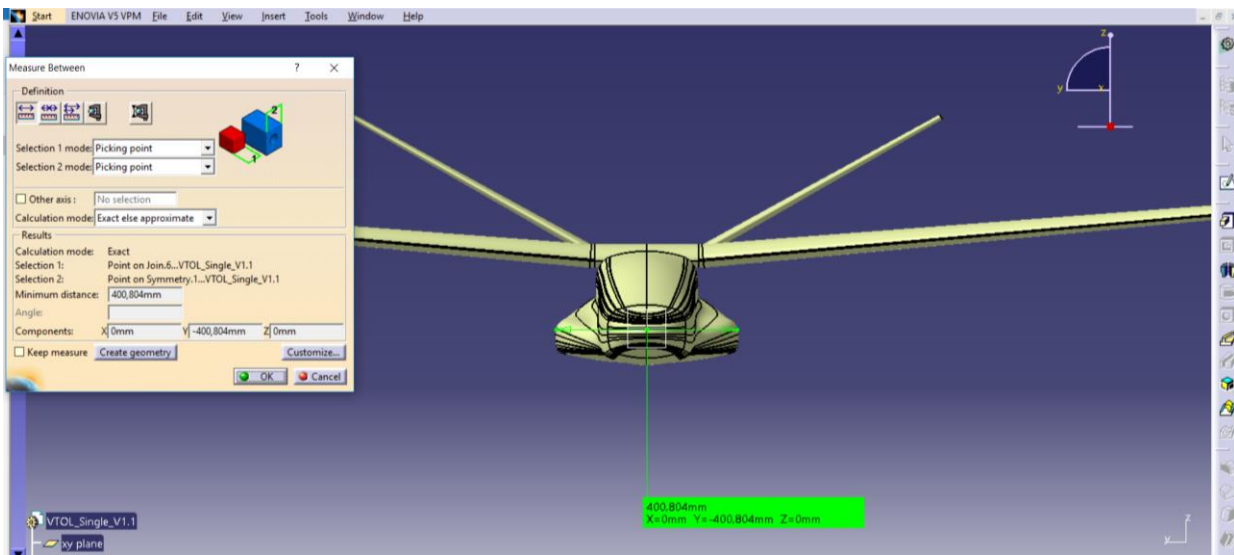 Start ENOVIA V5 VPM File Edit View Insert Tools Window Help
Measure Between ? X
Definition
2
1
Selection 1 mode: Picking point
Selection 2 mode: Picking point
Other axis : No selection
Calculation mode: Exact else approximate
Results
Calculation mode: Exact
Selection 1: Point on Join.6...VTOL_Single_V1.1
Selection 2: Point on Symmetry.1...VTOL_Single_V1.1
Minimum distance: 400,804mm
Angle:
Components: X 0mm Y -400,804mm Z 0mm
Keep measure Create geometry Customize...
OK Cancel
z
y x
400,804mm
X=0mm Y=-400,804mm Z=0mm
VTOL_Single_V1.1
xy plane
z
y